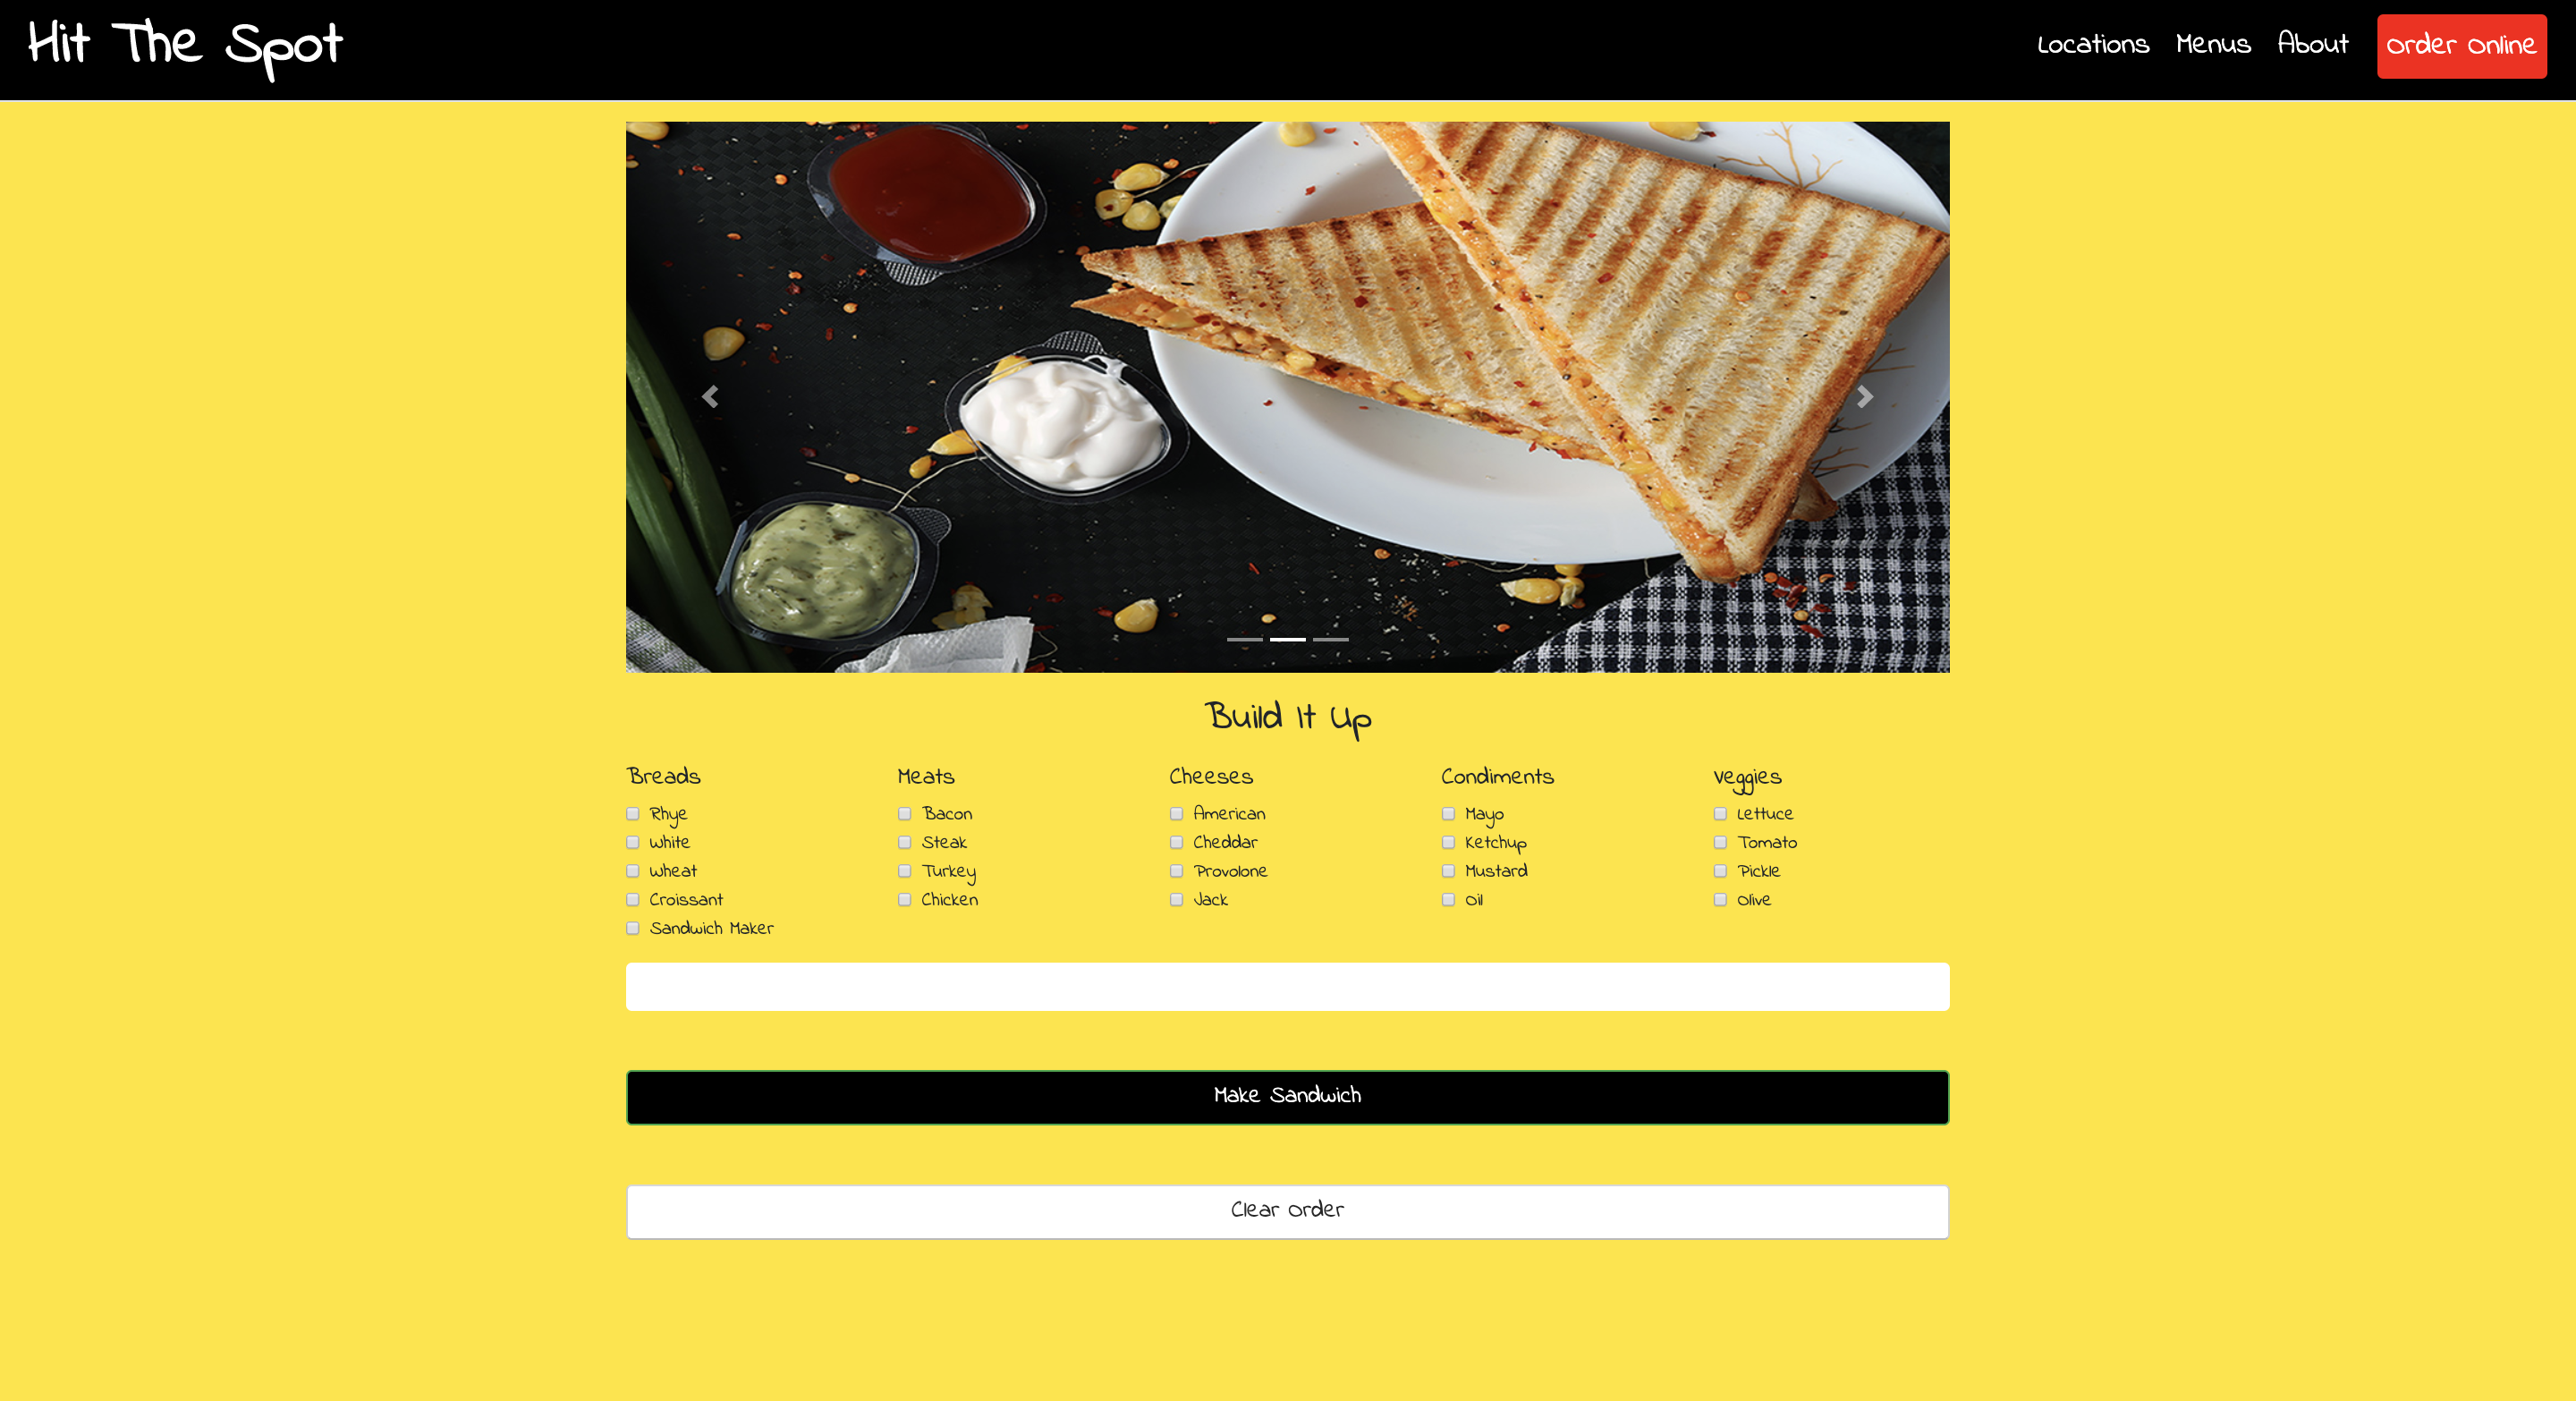 Hit The Spot
Locations Menus About Order Online
Build It Up
Breads Meats Cheeses Condiments Veggies
Rhye Bacon American Mayo Lettuce
White Steak Cheddar Ketchup Tomato
Wheat Turkey Provolone Mustard Pickle
Croissant Chicken Jack Oil Olive
Sandwich Maker
Make Sandwich
Clear Order